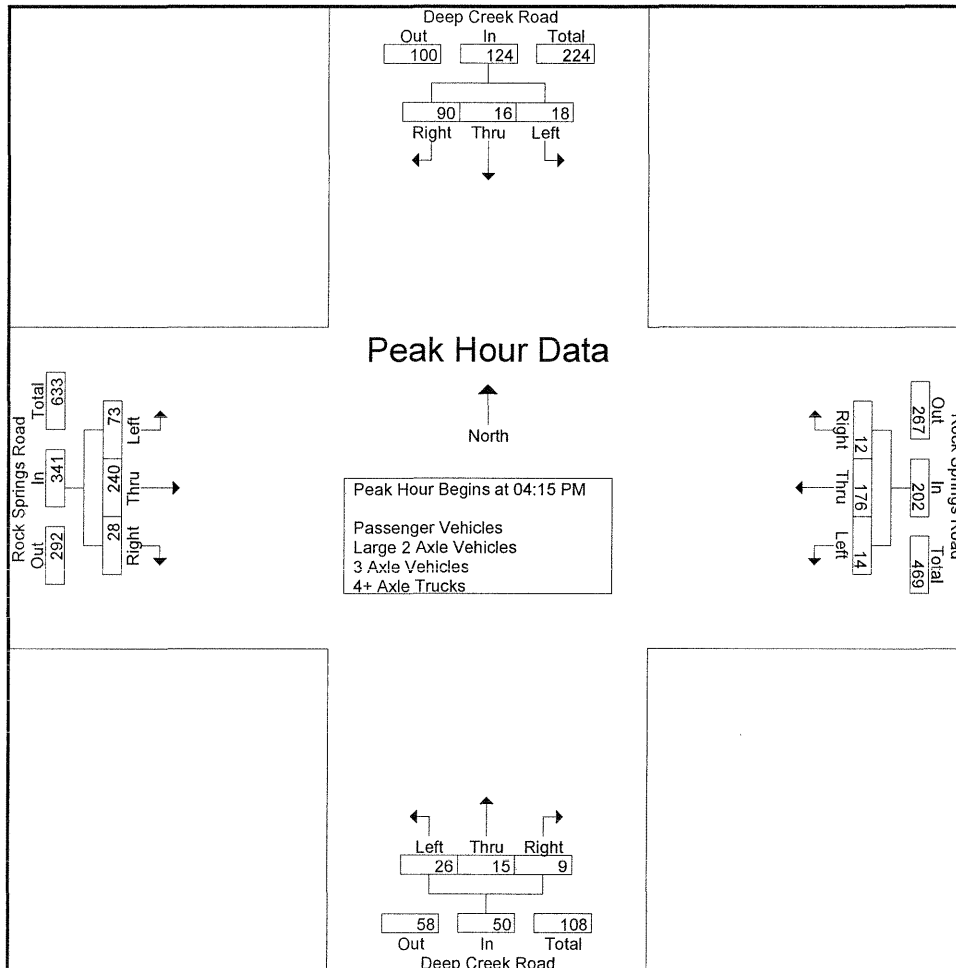 Deep Creek Road
Out In Total
100 124 224
90 16 18
Right Thru Left
Peak Hour Data
North
Peak Hour Begins at 04:15 PM
Passenger Vehicles
Large 2 Axle Vehicles
3 Axle Vehicles
4+ Axle Trucks
Rock Springs Road
Out In Total
292 341 633
Left Thru Right
73 240 28
Rock Springs Road
Out In Total
267 202 469
Right Thru Left
12 176 14
Left Thru Right
26 15 9
58 50 108
Out In Total
Deep Creek Road